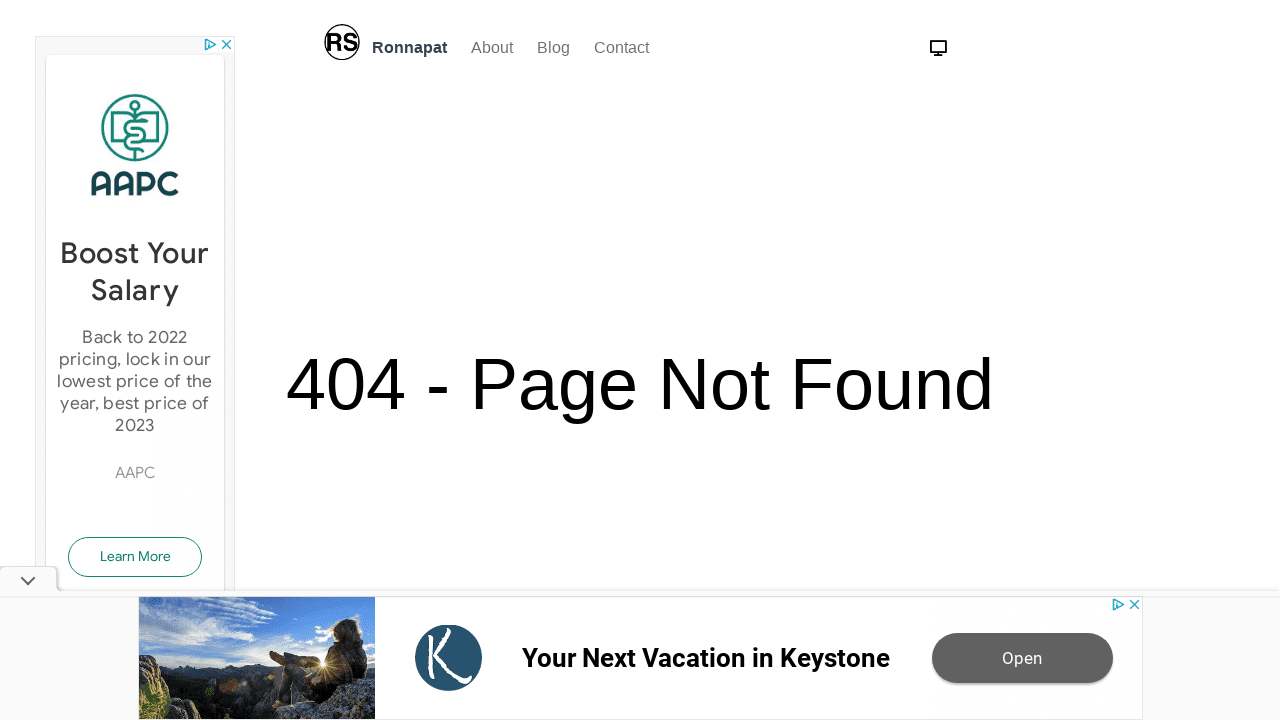 RS Ronnapat About Blog Contact
AAPC
Boost Your
Salary
Back to 2022
pricing, lock in our
lowest price of the
year, best price of
2023
AAPC
Learn More
404 - Page Not Found
K
Your Next Vacation in Keystone
Open